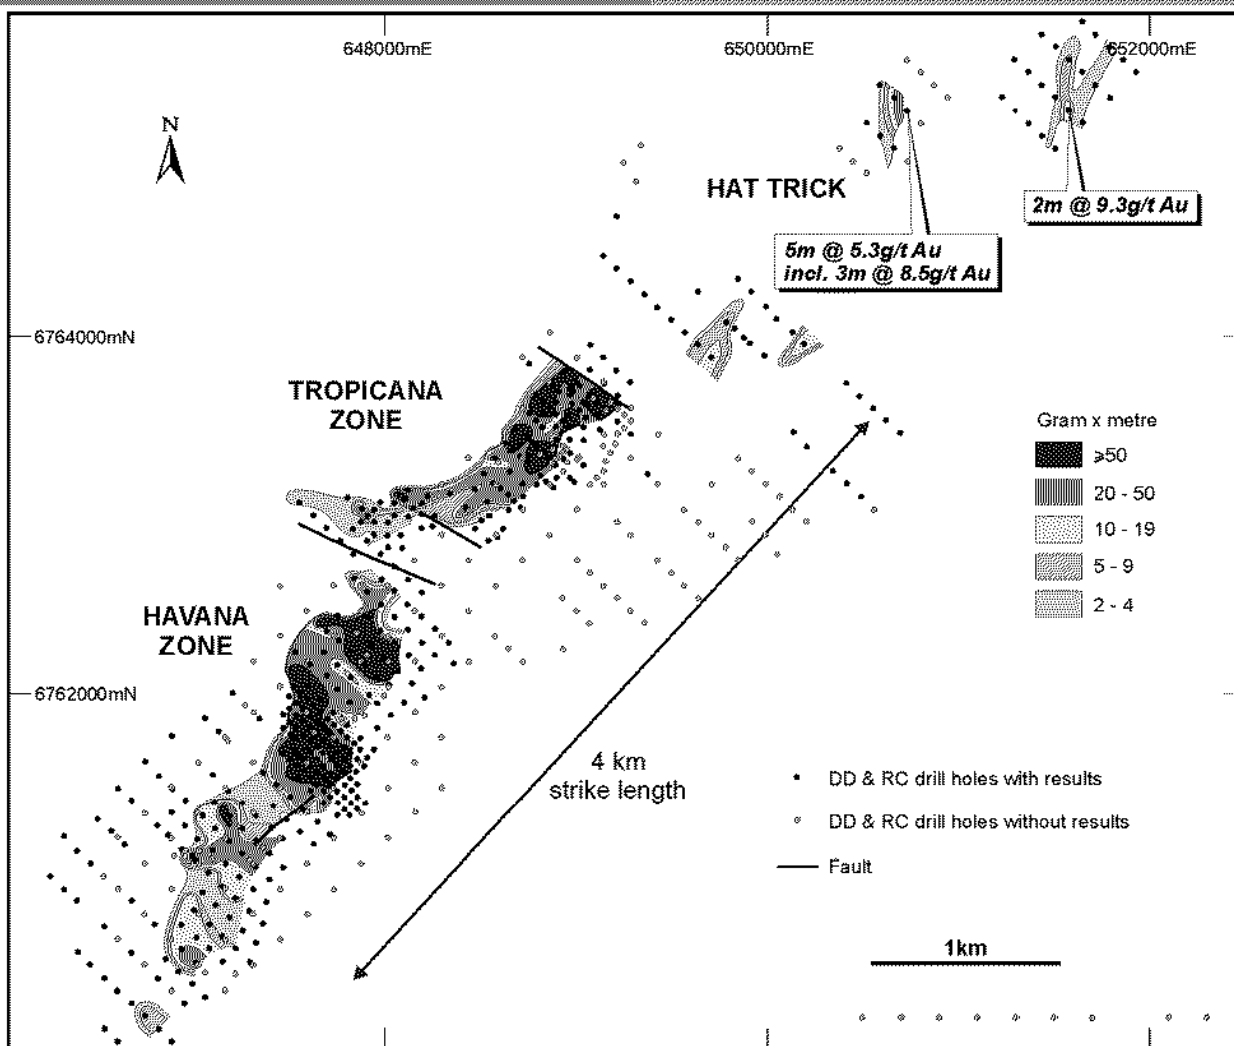 648000mE
650000mE
652000mE
N
HAT TRICK
2m @ 9.3g/t Au
5m @ 5.3g/t Au
incl. 3m @ 8.5g/t Au
6764000mN
TROPICANA
ZONE
Gram x metre
⩾50
20 - 50
10 - 19
5 - 9
2 - 4
HAVANA
ZONE
6762000mN
4 km
strike length
DD & RC drill holes with results
DD & RC drill holes without results
Fault
1km